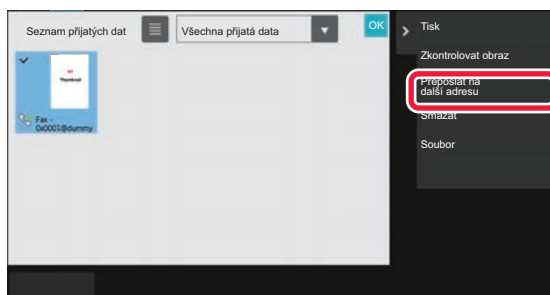 Seznam přijatých dat
Všechna přijatá data
OK
Fax -
0x0001@dummy
Tisk
Zkontrolovat obraz
Přeposlat na
další adresu
Smazat
Soubor